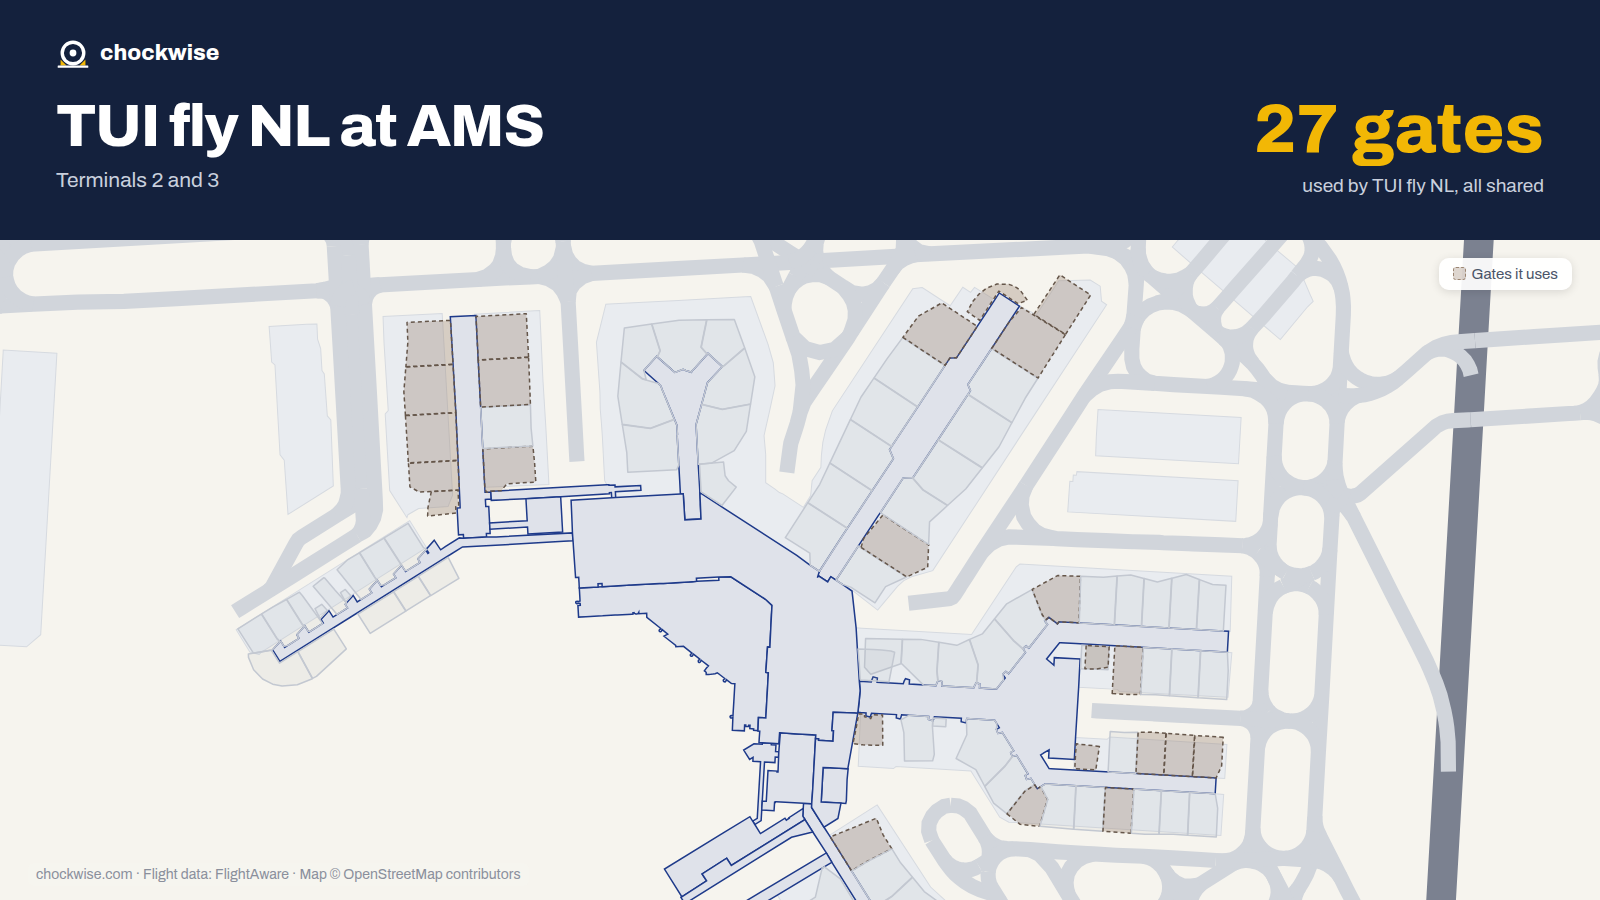 chockwise
TUI fly NL at AMS
Terminals 2 and 3
27 gates
used by TUI fly NL, all shared
Gates it uses
chockwise.com · Flight data: FlightAware · Map © OpenStreetMap contributors